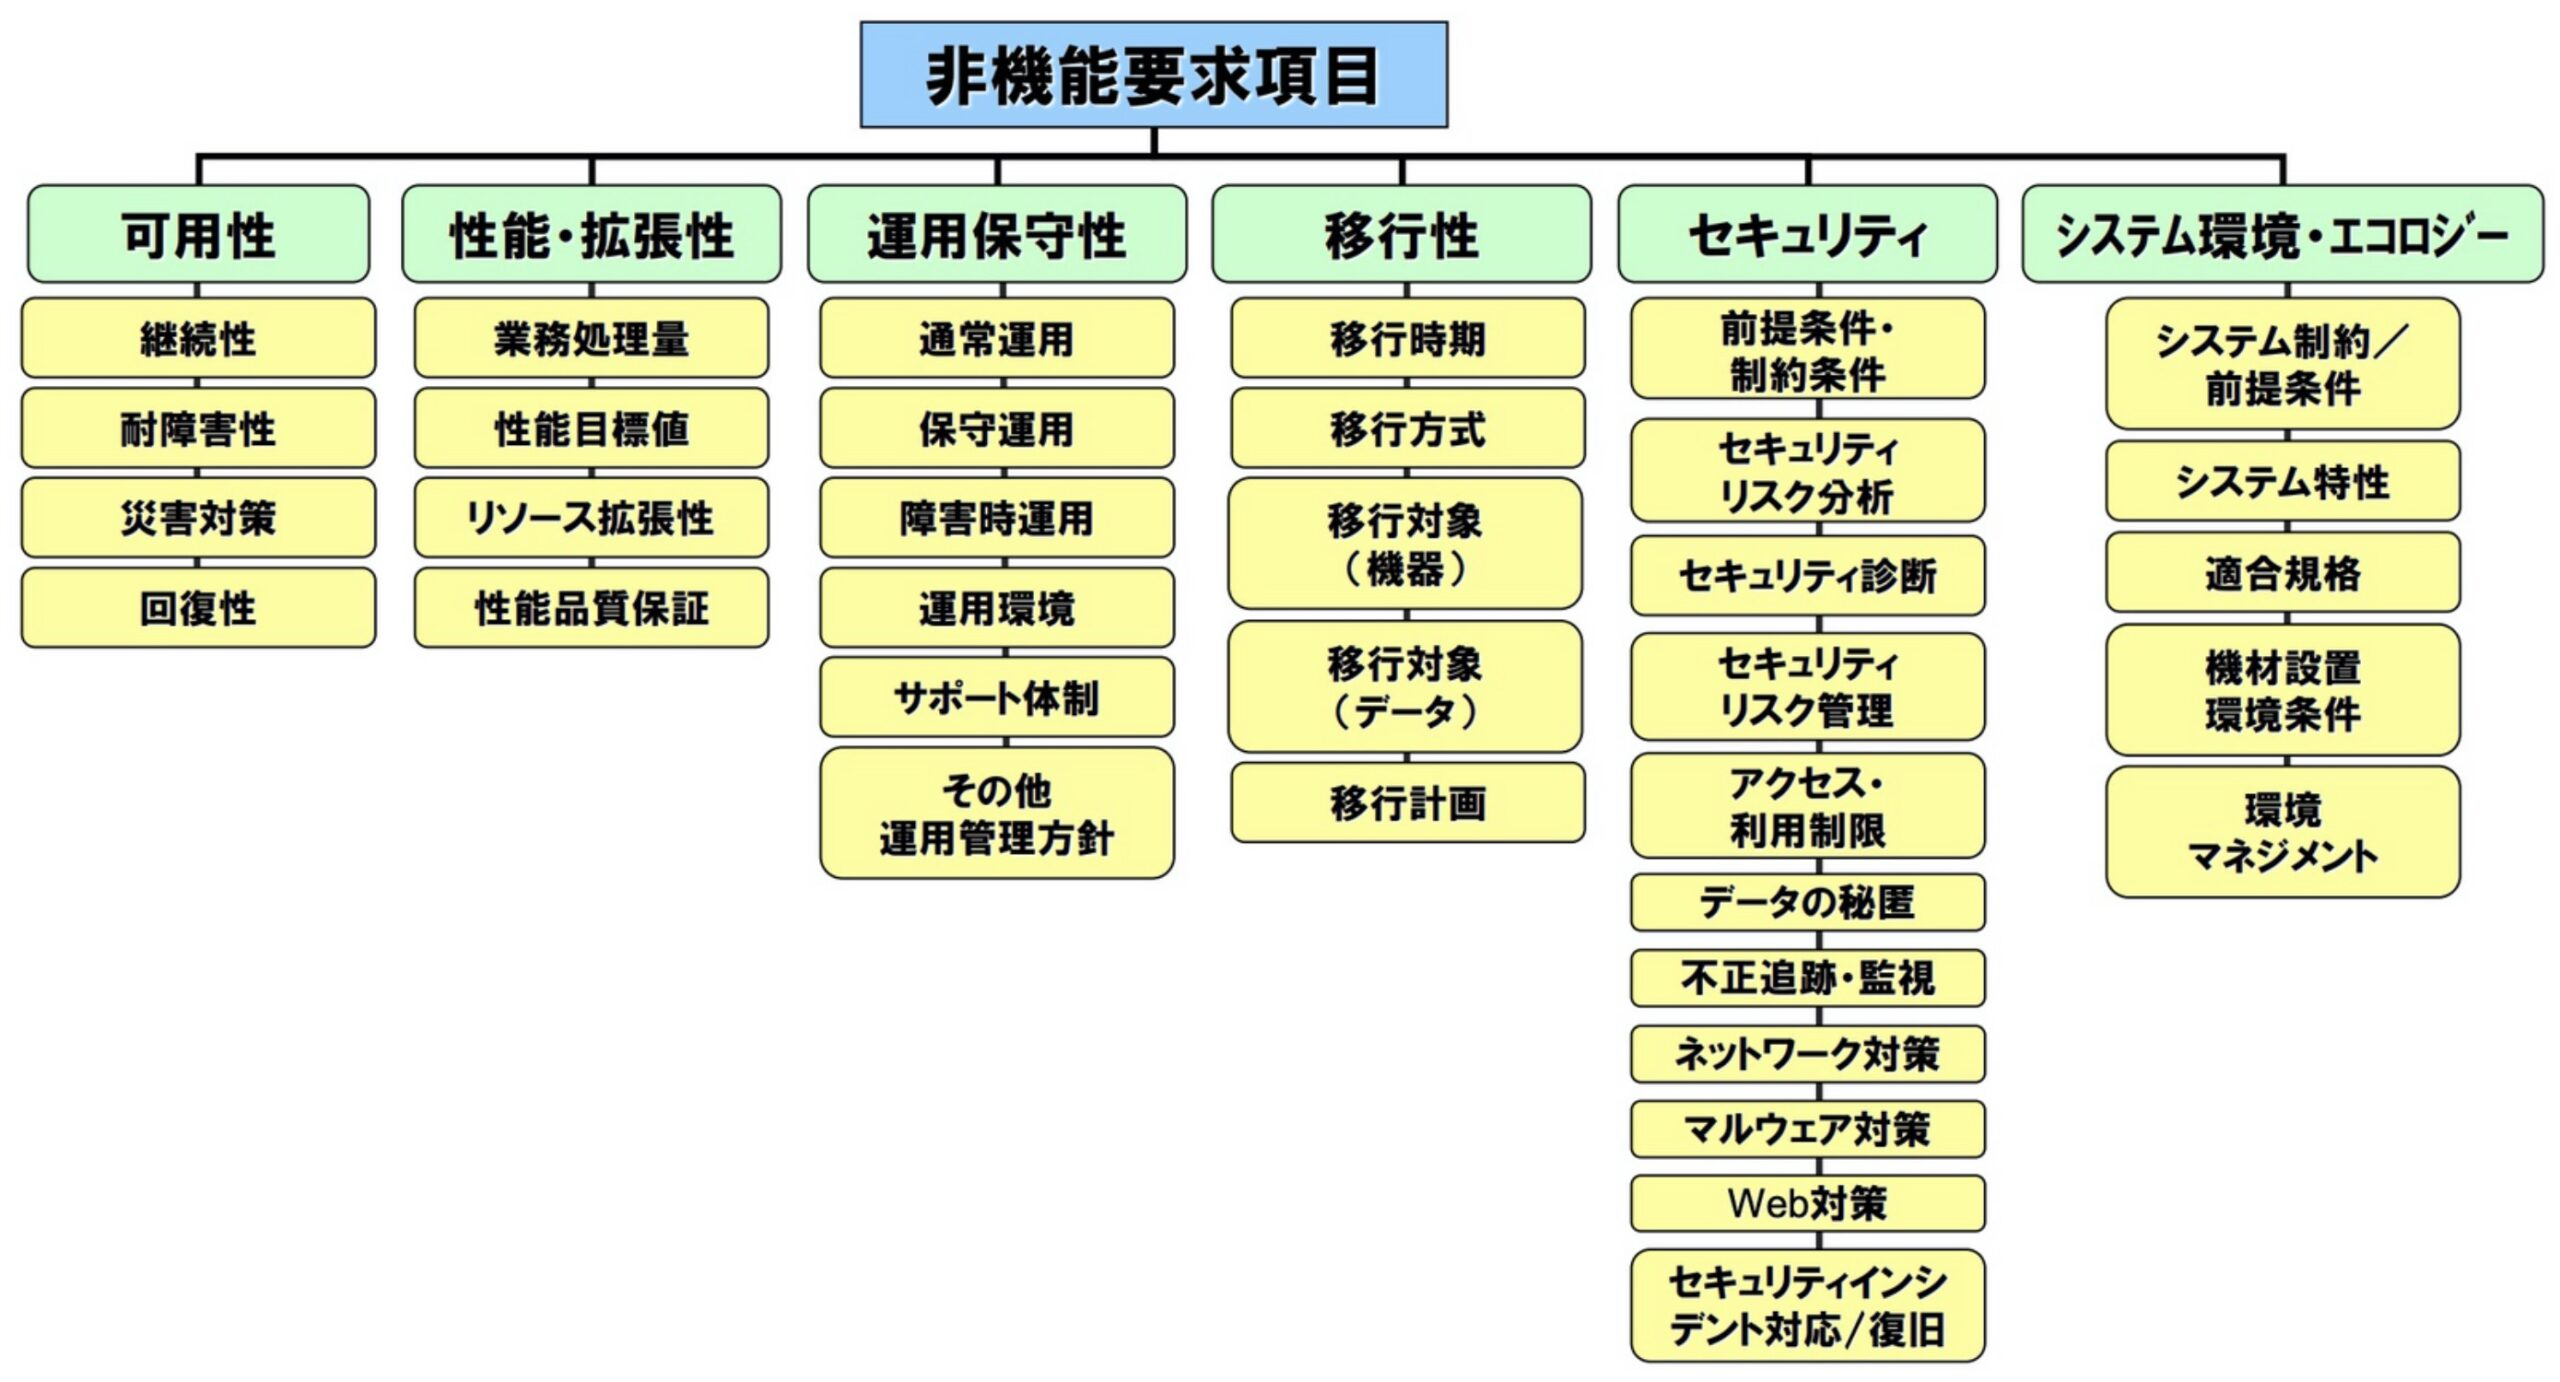 非機能要求項目
可用性
継続性
耐障害性
災害対策
回復性
性能・拡張性
業務処理量
性能目標値
リソース拡張性
性能品質保証
運用保守性
通常運用
保守運用
障害時運用
運用環境
サポート体制
その他
運用管理方針
移行性
移行時期
移行方式
移行対象
（機器）
移行対象
（データ）
移行計画
セキュリティ
前提条件・
制約条件
セキュリティ
リスク分析
セキュリティ診断
セキュリティ
リスク管理
アクセス・
利用制限
データの秘匿
不正追跡・監視
ネットワーク対策
マルウェア対策
Web対策
セキュリティインシ
デント対応/復旧
システム環境・エコロジー
システム制約／
前提条件
システム特性
適合規格
機材設置
環境条件
環境
マネジメント